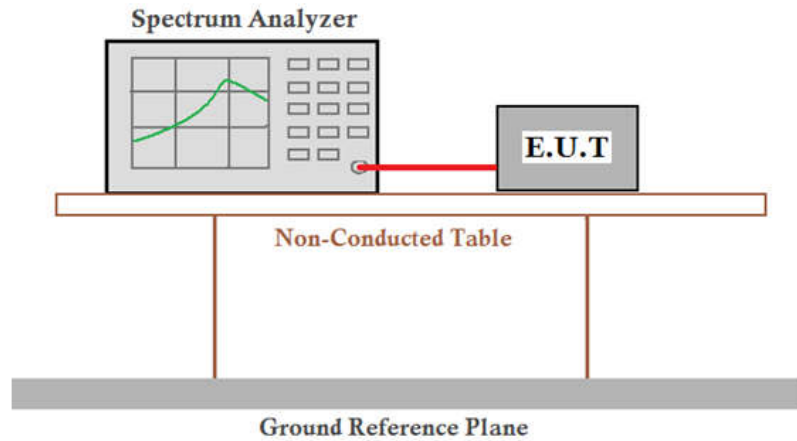 Spectrum Analyzer
E.U.T
Non-Conducted Table
Ground Reference Plane